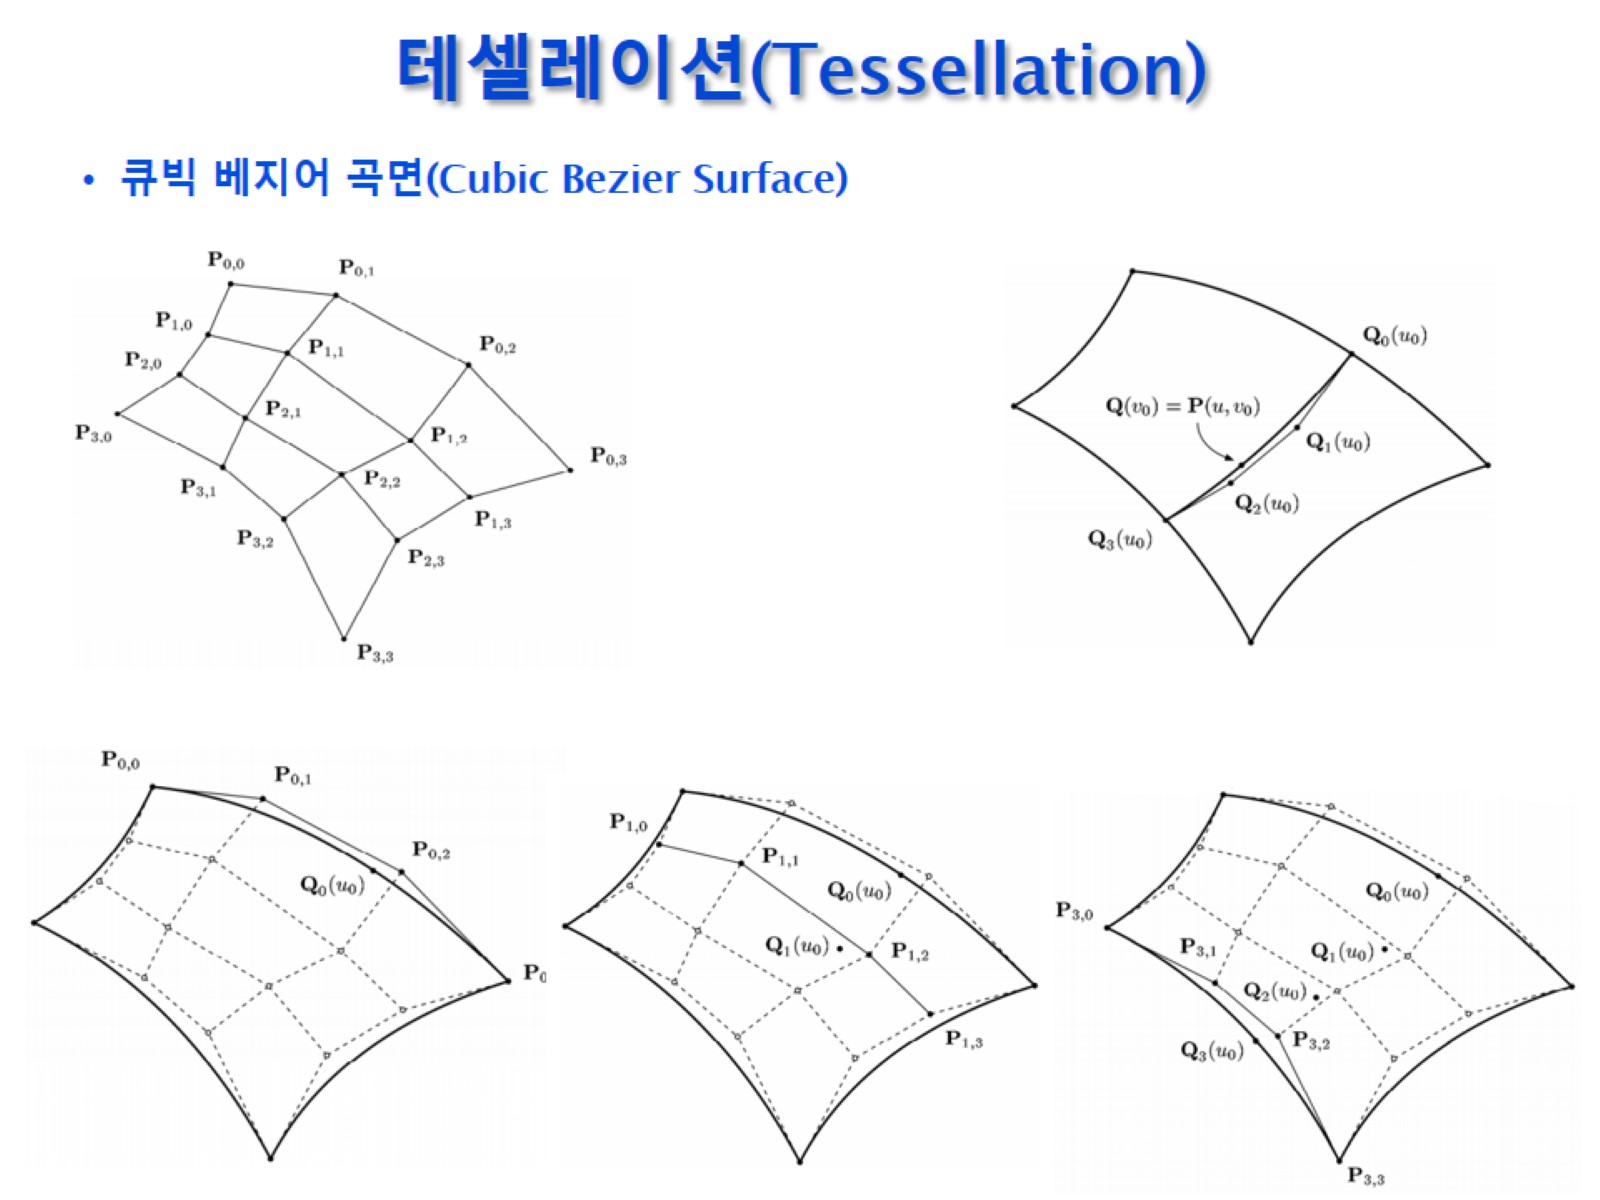 테셀레이션(Tessellation)
• 큐빅 베지어 곡면(Cubic Bezier Surface)
P0,0
P0,1
P1,0
P1,1
P0,2
P2,0
P2,1
P1,2
P3,0
P0,3
P2,2
P3,1
P1,3
P3,2
P2,3
P3,3
Q0(u0)
Q(v0) = P(u, v0)
Q1(u0)
Q2(u0)
Q3(u0)
P0,0
P0,1
P0,2
Q0(u0)
P0
P1,0
P1,1
Q0(u0)
Q1(u0)
P1,2
P1,3
Q0(u0)
P3,0
P3,1
Q1(u0)
Q2(u0)
P3,2
Q3(u0)
P3,3